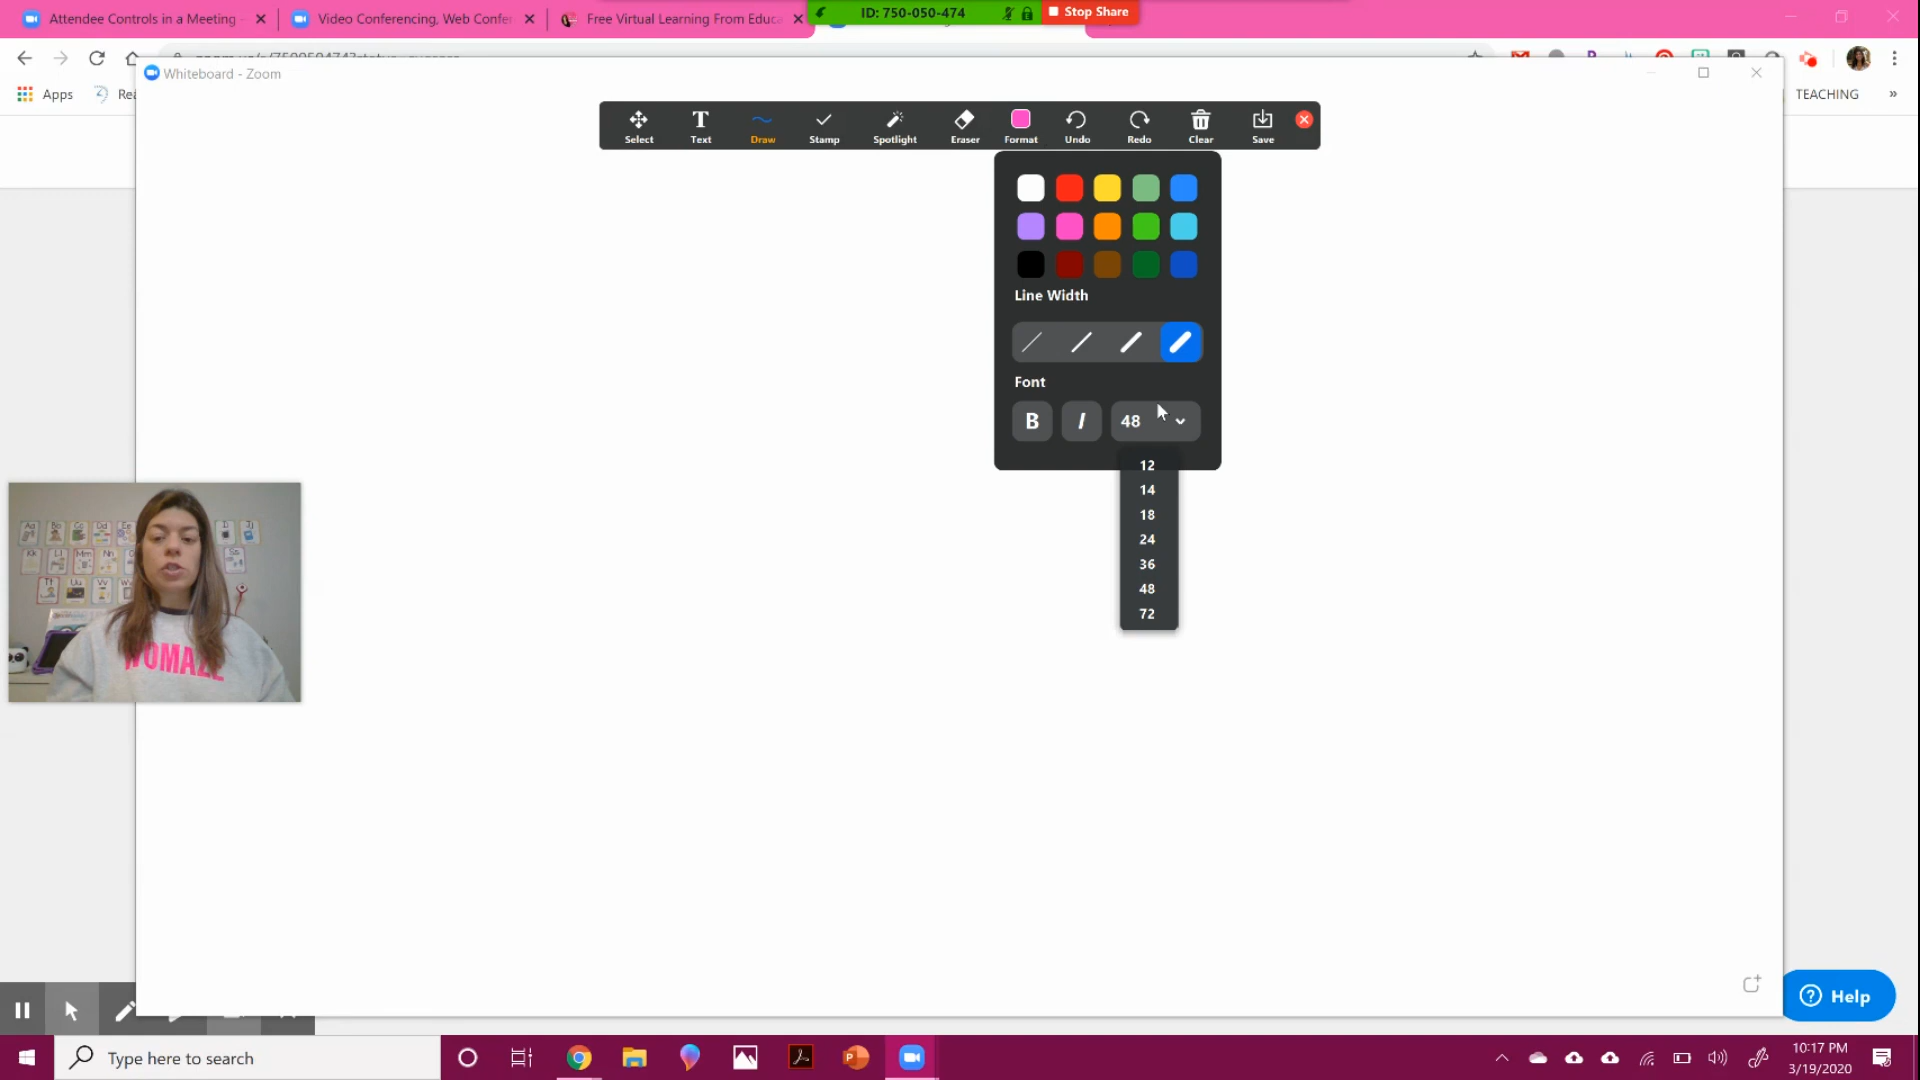 Attendee Controls in a Meeting
Video Conferencing, Web Confe
Free Virtual Learning From Educa
ID: 750-050-474
Stop Share
Apps
TEACHING
Whiteboard - Zoom
Select
Text
Draw
Stamp
Spotlight
Eraser
Format
Undo
Redo
Clear
Save
Line Width
Font
B
I
48
12
14
18
24
36
48
72
Help
Type here to search
10:17 PM
3/19/2020